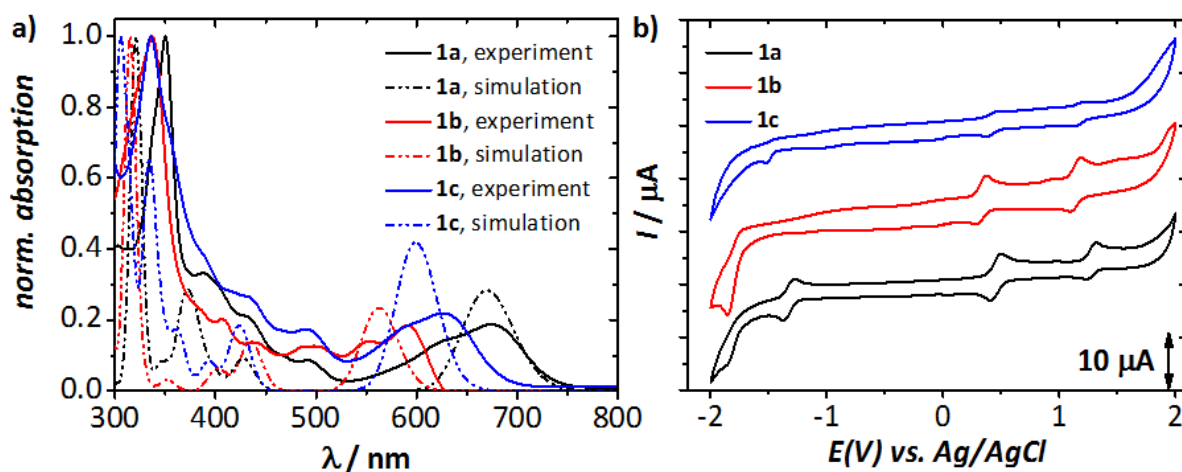 a)
norm. absorption
1.0
0.8
0.6
0.4
0.2
0.0
1a, experiment
1a, simulation
1b, experiment
1b, simulation
1c, experiment
1c, simulation
300 400 500 600 700 800
λ / nm
b)
I / µA
1a
1b
1c
10 µA
-2 -1 0 1 2
E(V) vs. Ag/AgCl